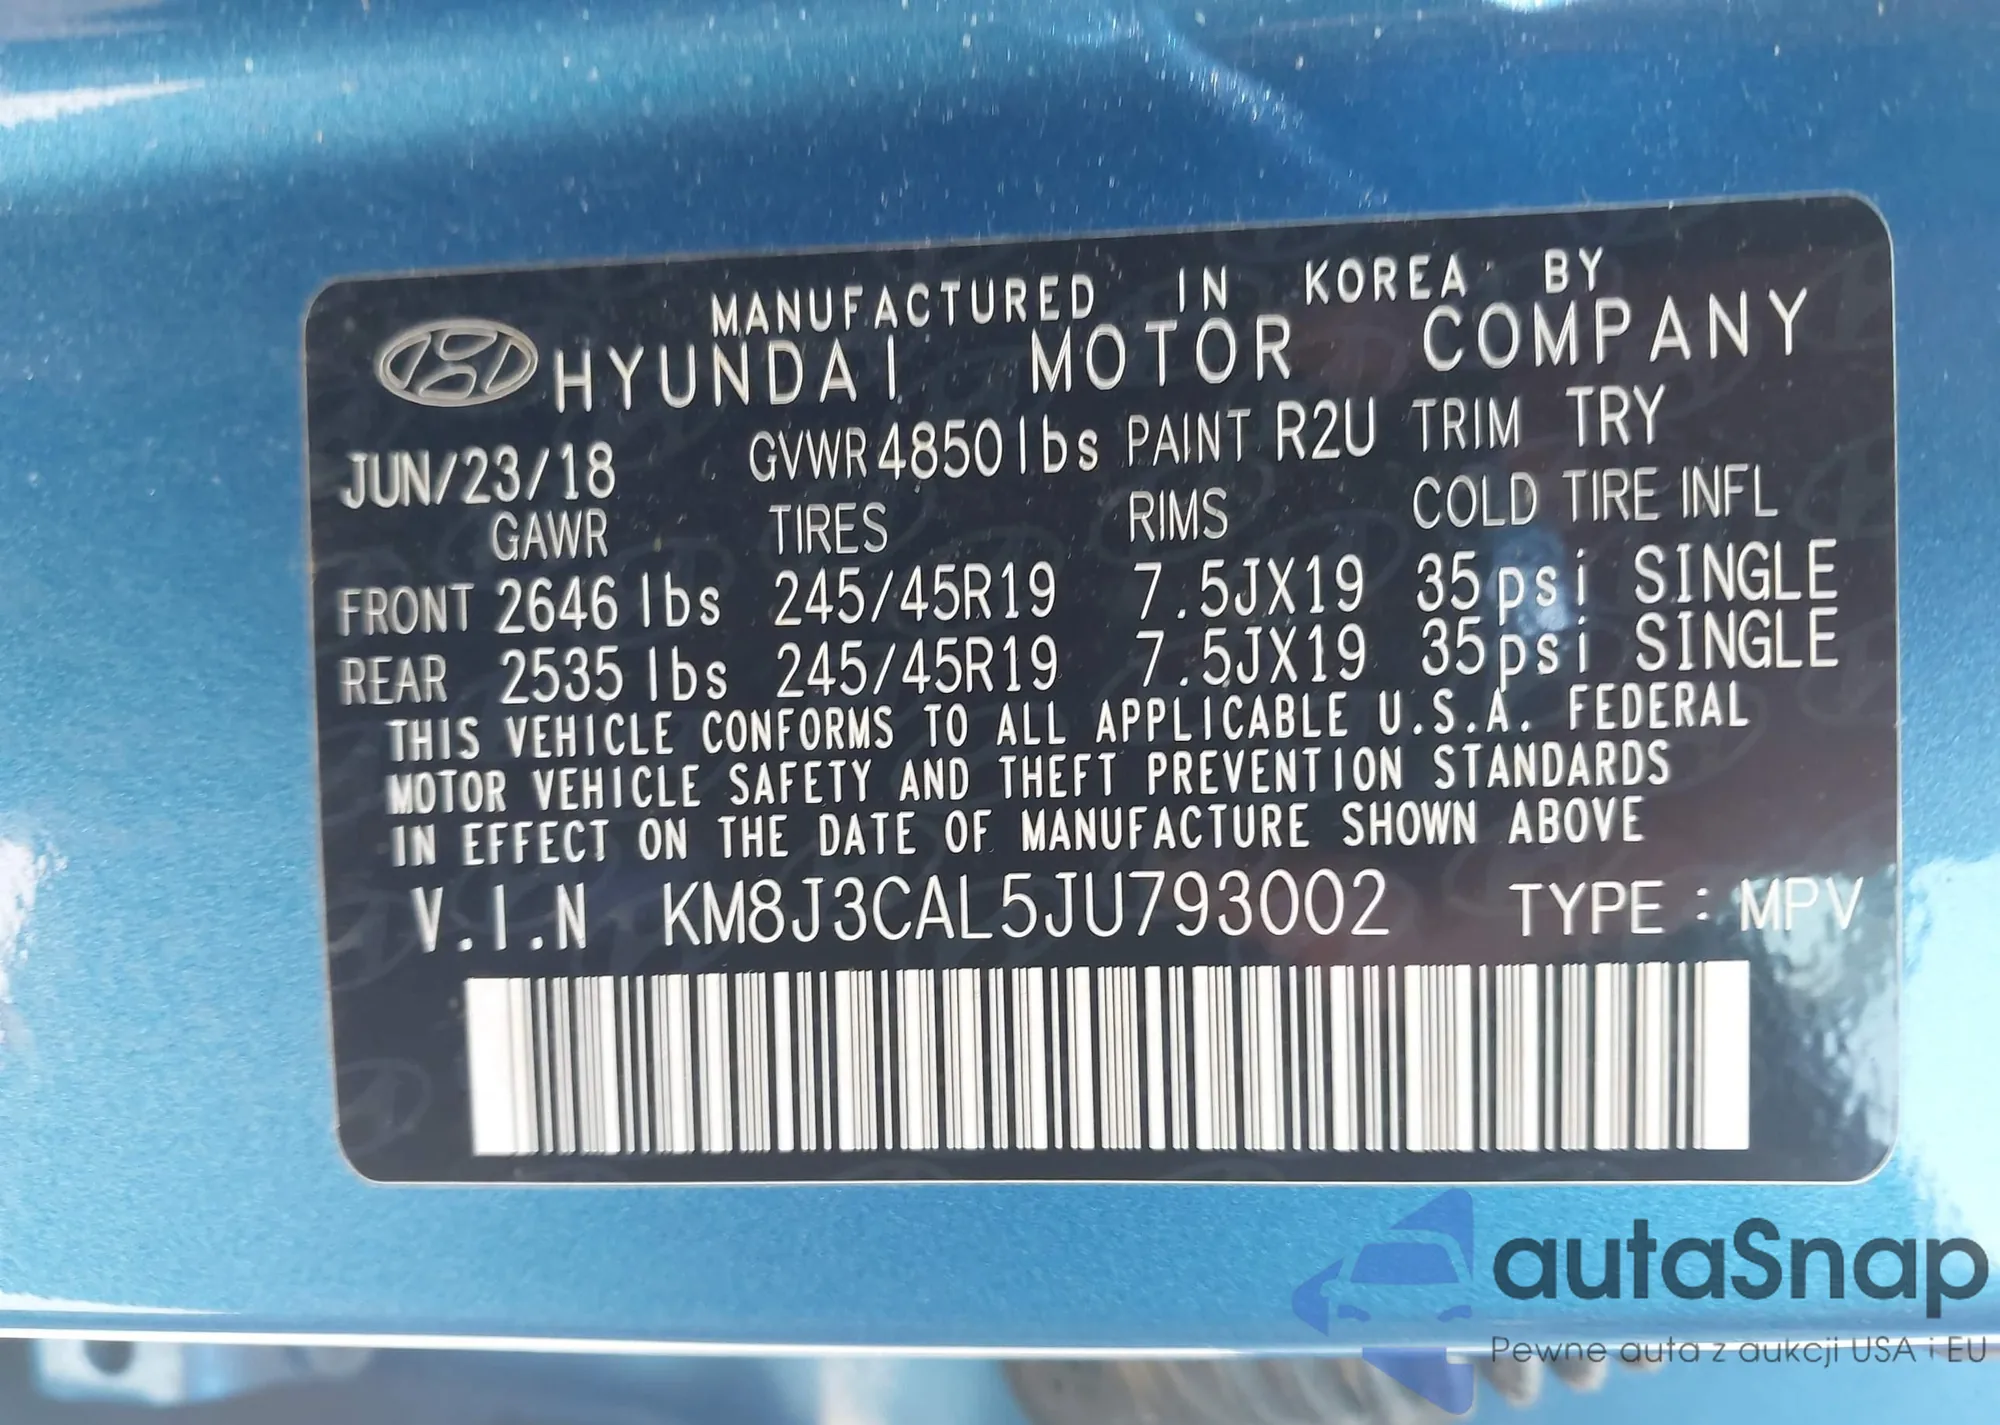 MANUFACTURED IN KOREA BY
HYUNDAI MOTOR COMPANY
JUN/23/18 GVWR 4850 lbs PAINT R2U TRIM TRY
GAWR TIRES RIMS COLD TIRE INFL
FRONT 2646 lbs 245/45R19 7.5JX19 35psi SINGLE
REAR 2535 lbs 245/45R19 7.5JX19 35psi SINGLE
THIS VEHICLE CONFORMS TO ALL APPLICABLE U.S.A. FEDERAL
MOTOR VEHICLE SAFETY AND THEFT PREVENTION STANDARDS
IN EFFECT ON THE DATE OF MANUFACTURE SHOWN ABOVE
V.I.N KM8J3CAL5JU793002 TYPE : MPV
autaSnap
Pewne auta z aukcji USA i EU